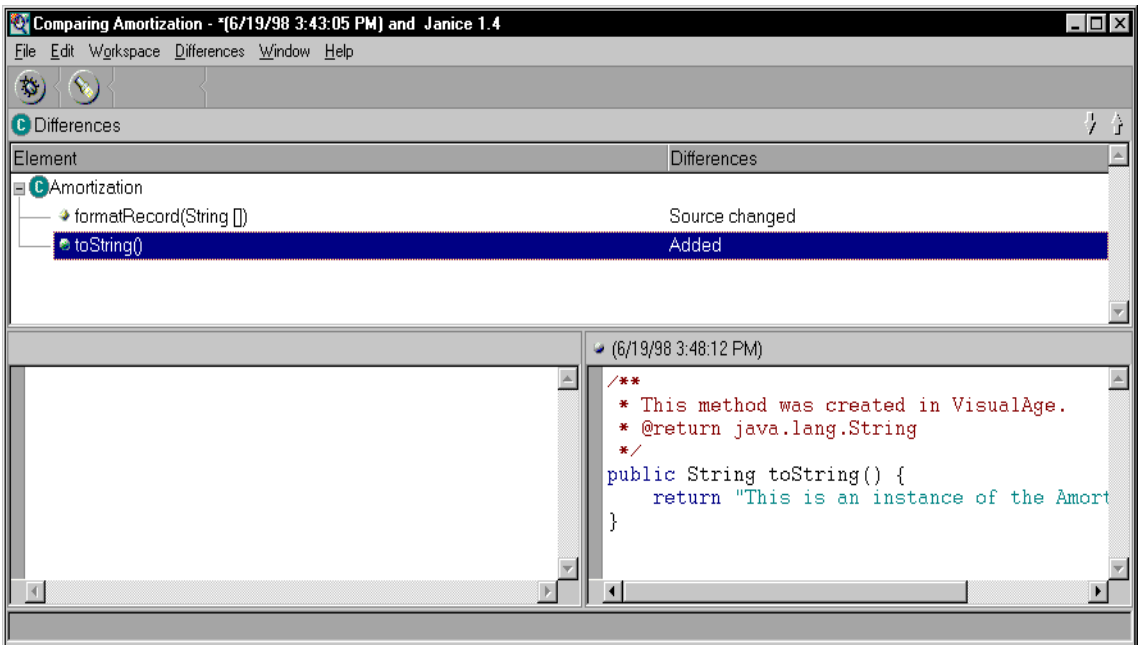 Comparing Amortization - *(6/19/98 3:43:05 PM) and Janice 1.4
File Edit Workspace Differences Window Help
C Differences
Element Differences
C Amortization
formatRecord(String []) Source changed
toString() Added
(6/19/98 3:48:12 PM)
/**
* This method was created in VisualAge.
* @return java.lang.String
*/
public String toString() {
return "This is an instance of the Amort
}